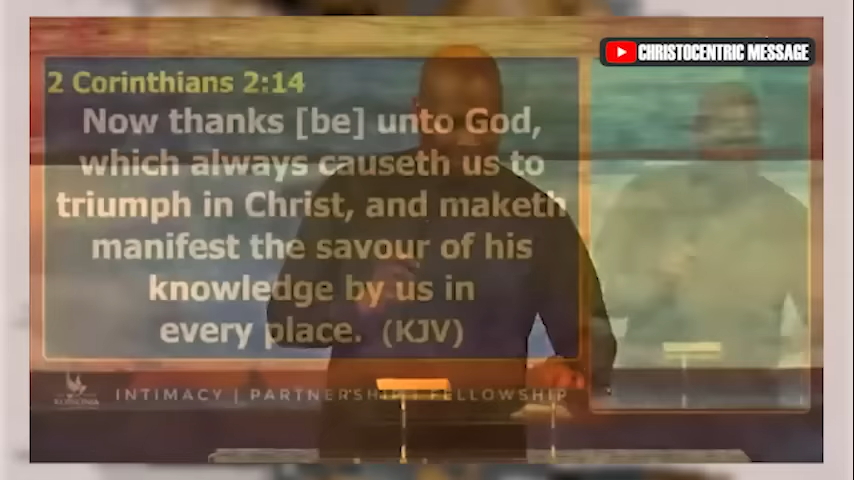 CHRISTOCENTRIC MESSAGE
2 Corinthians 2:14
Now thanks [be] unto God,
which always causeth us to
triumph in Christ, and maketh
manifest the savour of his
knowledge by us in
every place. (KJV)
KOINONIA
INTIMACY | PARTNERSHIP | FELLOWSHIP